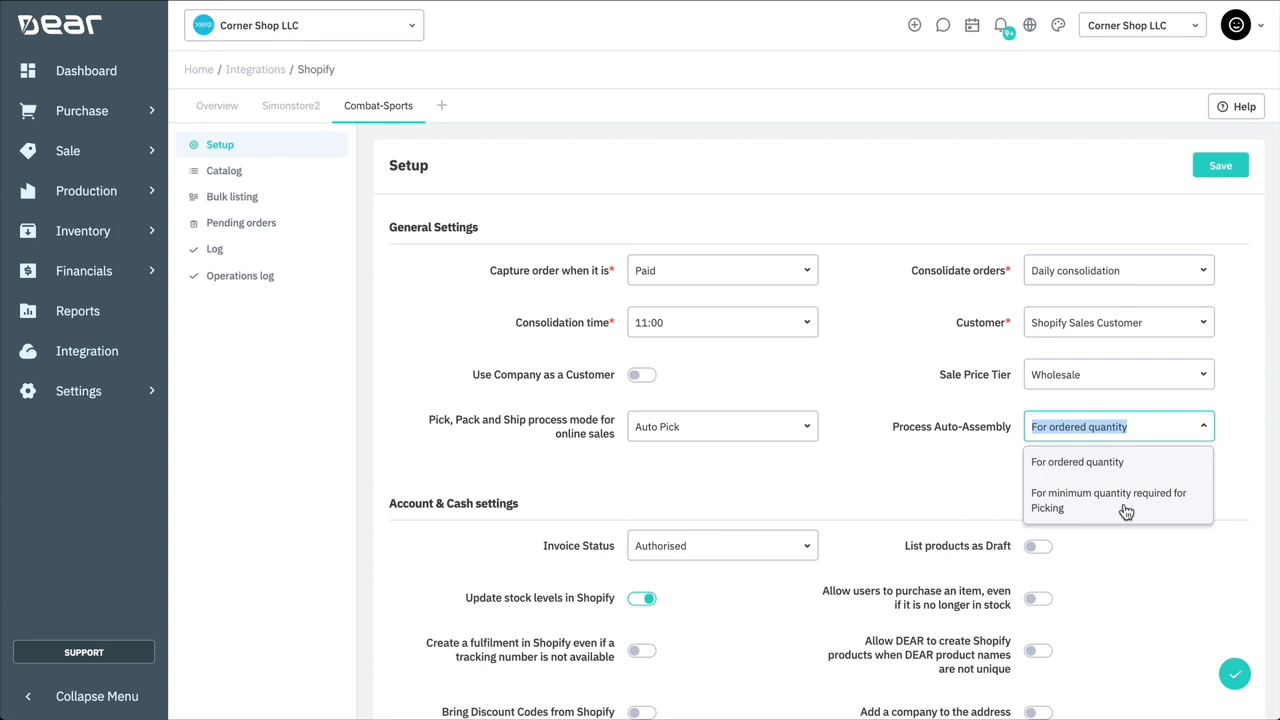 DEAR
Corner Shop LLC
9+
Corner Shop LLC
Home / Integrations / Shopify
Overview
Simonstore2
Combat-Sports
Help
Dashboard
Purchase
Sale
Production
Inventory
Financials
Reports
Integration
Settings
SUPPORT
Collapse Menu
Setup
Catalog
Bulk listing
Pending orders
Log
Operations log
Setup
Save
General Settings
Capture order when it is*
Paid
Consolidate orders*
Daily consolidation
Consolidation time*
11:00
Customer*
Shopify Sales Customer
Use Company as a Customer
Sale Price Tier
Wholesale
Pick, Pack and Ship process mode for
online sales
Auto Pick
Process Auto-Assembly
For ordered quantity
For ordered quantity
For minimum quantity required for
Picking
Account & Cash settings
Invoice Status
Authorised
List products as Draft
Update stock levels in Shopify
Allow users to purchase an item, even
if it is no longer in stock
Create a fulfilment in Shopify even if a
tracking number is not available
Allow DEAR to create Shopify
products when DEAR product names
are not unique
Bring Discount Codes from Shopify
Add a company to the address